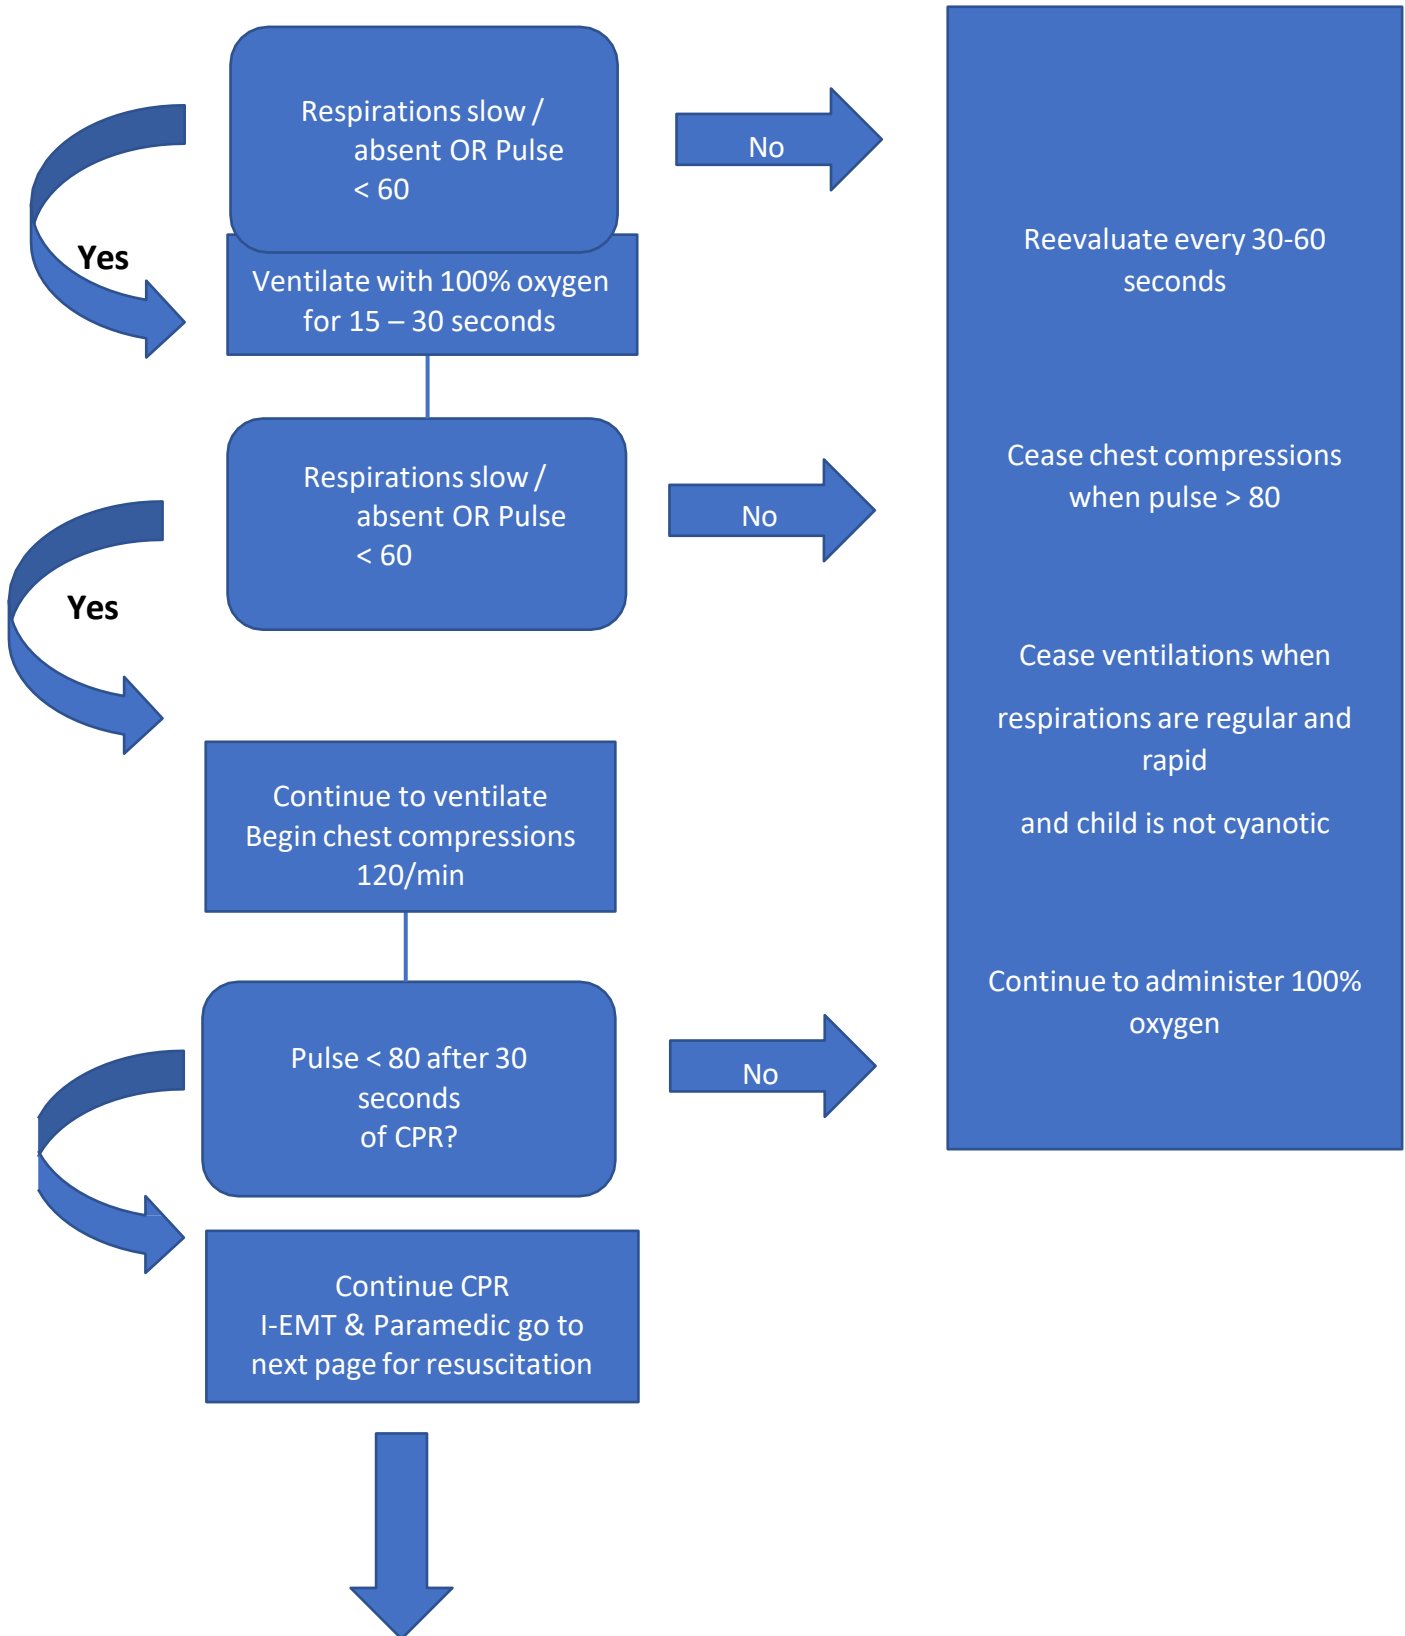 Respirations slow /
absent OR Pulse
< 60
No
Yes
Ventilate with 100% oxygen
for 15 – 30 seconds
Respirations slow /
absent OR Pulse
< 60
No
Yes
Continue to ventilate
Begin chest compressions
120/min
Pulse < 80 after 30
seconds
of CPR?
No
Continue CPR
I-EMT & Paramedic go to
next page for resuscitation
Reevaluate every 30-60
seconds
Cease chest compressions
when pulse > 80
Cease ventilations when
respirations are regular and
rapid
and child is not cyanotic
Continue to administer 100%
oxygen